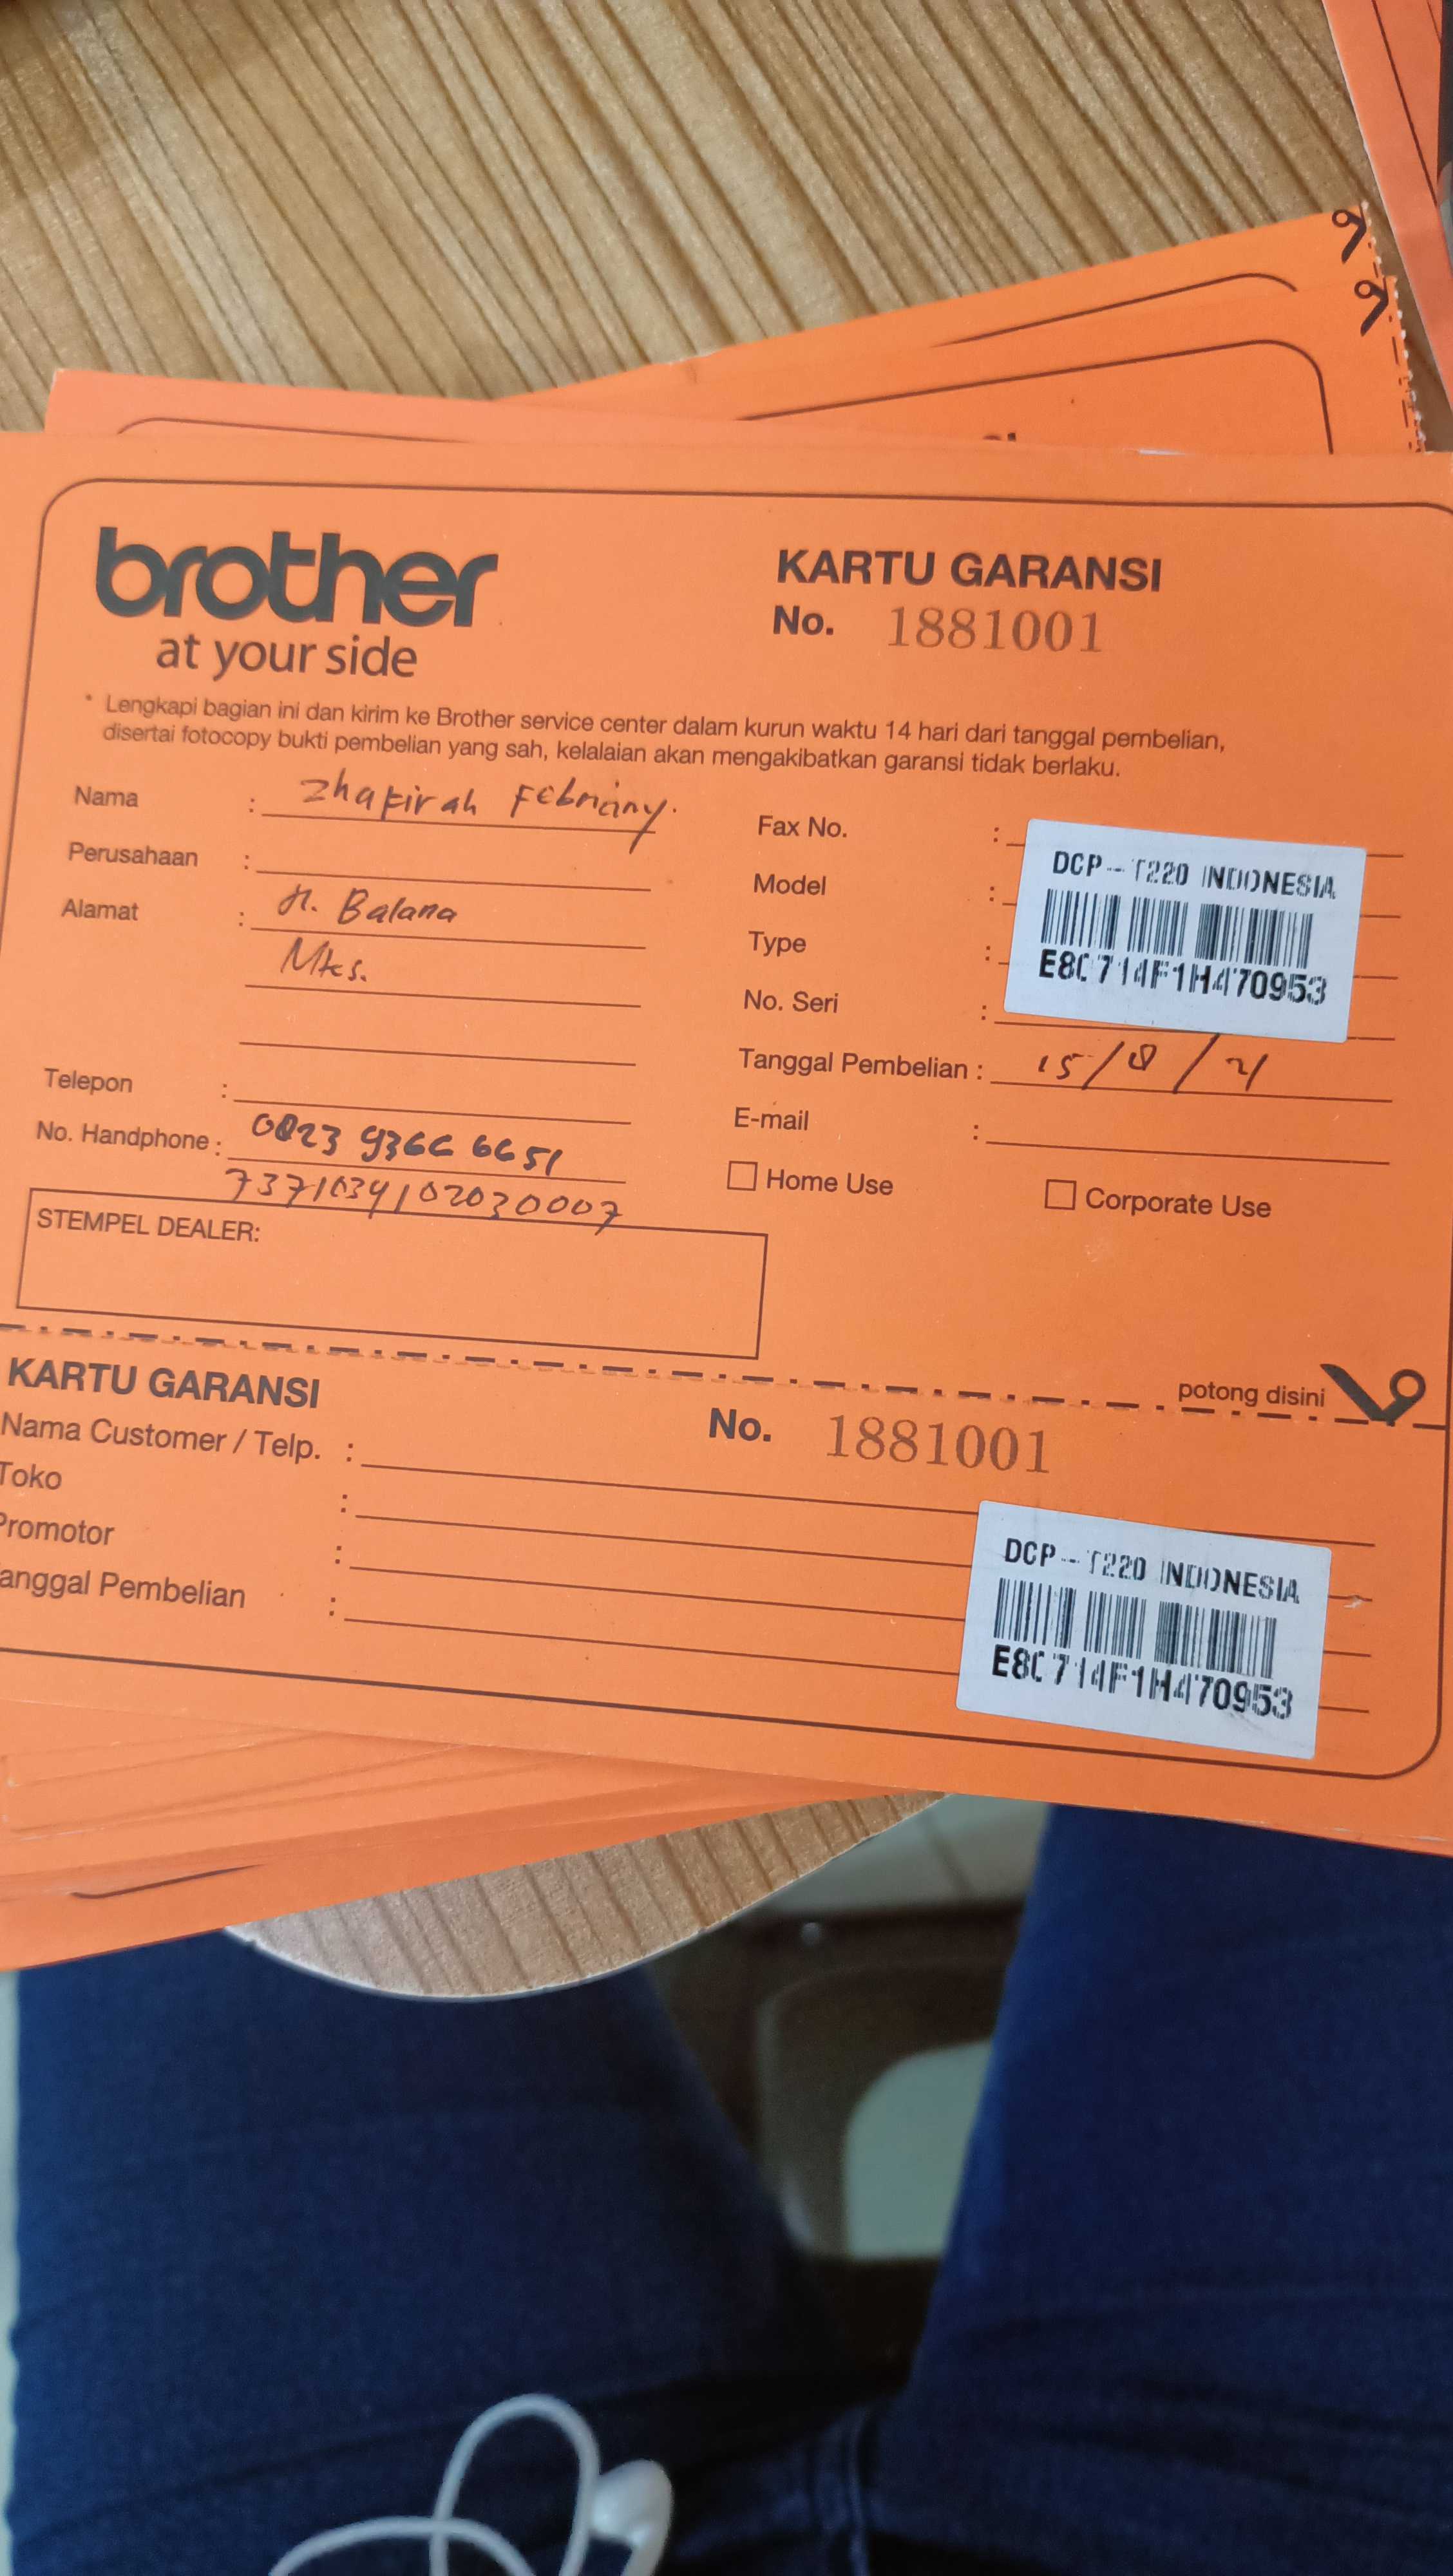 brother
at your side
KARTU GARANSI
No. 1881001
* Lengkapi bagian ini dan kirim ke Brother service center dalam kurun waktu 14 hari dari tanggal pembelian,
disertai fotocopy bukti pembelian yang sah, kelalaian akan mengakibatkan garansi tidak berlaku.
Nama : Zhafirah Febriany.
Perusahaan :
Alamat : Jl. Balana
Mks.
Telepon :
No. Handphone : 0823 9366 6651
7371034102030007
Fax No. :
Model :
Type :
No. Seri :
DCP-T220 INDONESIA
E80714F1H470953
Tanggal Pembelian : 15/8/21
E-mail :
Home Use
Corporate Use
STEMPEL DEALER:
potong disini
KARTU GARANSI
No. 1881001
Nama Customer / Telp. :
Toko :
Promotor :
anggal Pembelian :
DCP-T220 INDONESIA
E80714F1H470953